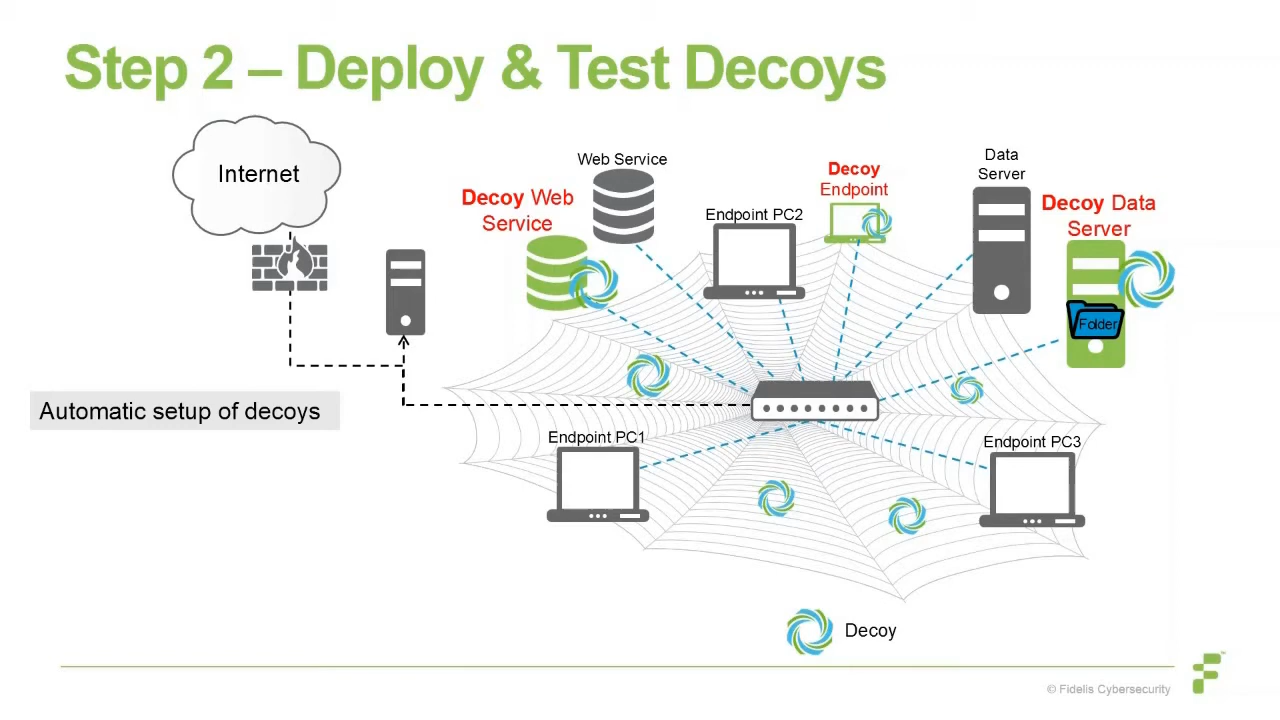 Step 2 – Deploy & Test Decoys
Internet
Web Service
Decoy Web
Service
Endpoint PC2
Decoy
Endpoint
Data
Server
Decoy Data
Server
Folder
Automatic setup of decoys
Endpoint PC1
Endpoint PC3
Decoy
© Fidelis Cybersecurity